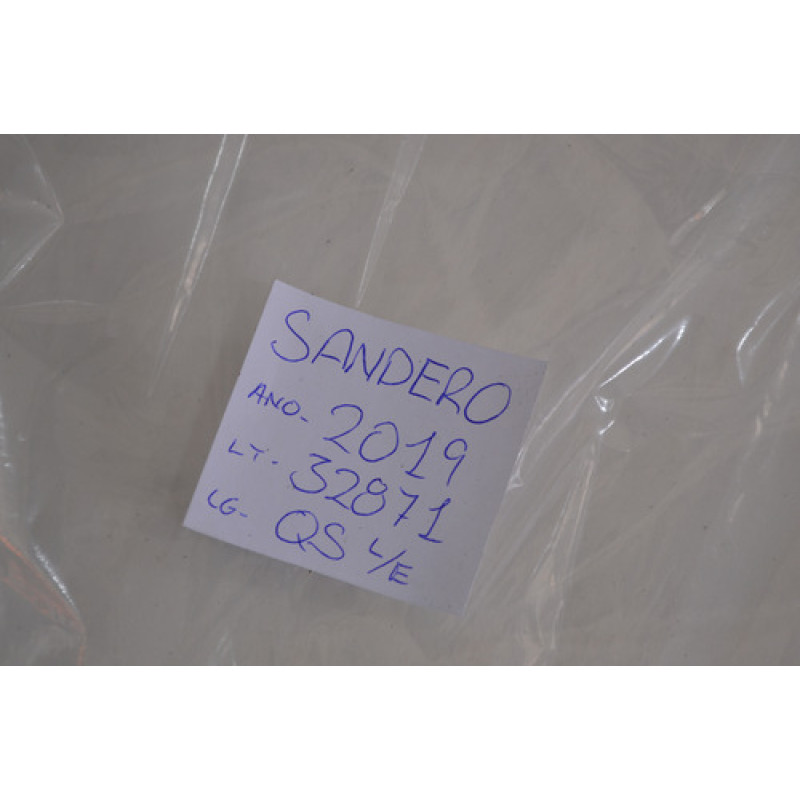 SANDERO
ANO- 2019
LT- 32871
LG- QS L/E